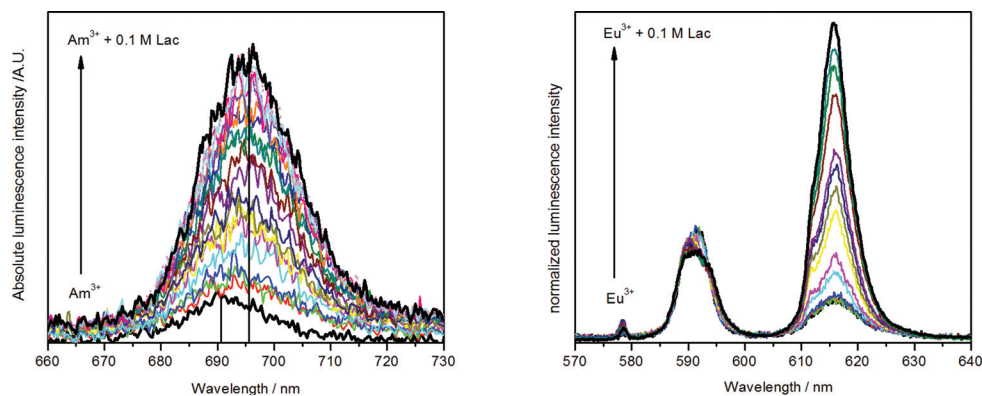 Absolute luminescence intensity /A.U.
Am³⁺ + 0.1 M Lac
Am³⁺
660 670 680 690 700 710 720 730
Wavelength / nm
normalized luminescence intensity
Eu³⁺ + 0.1 M Lac
Eu³⁺
570 580 590 600 610 620 630 640
Wavelength / nm